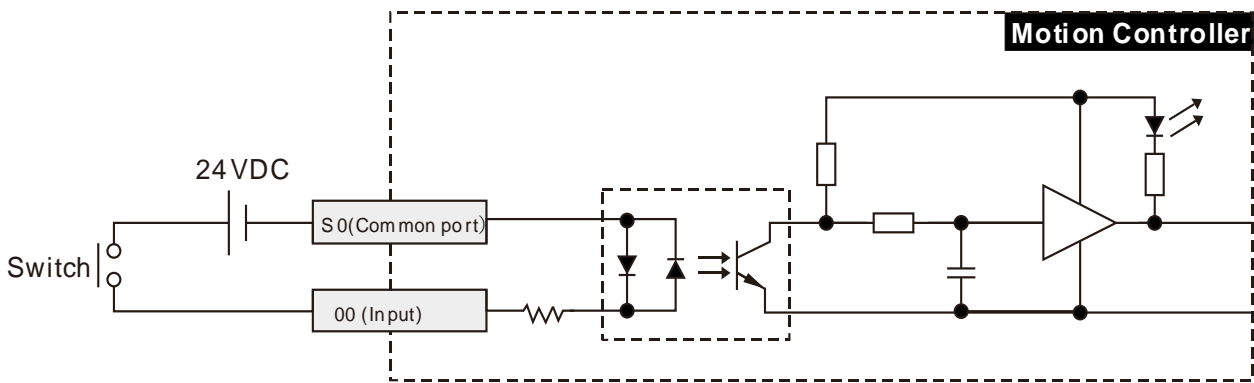 Motion Controller
24VDC
S0(Common port)
Switch
00 (Input)